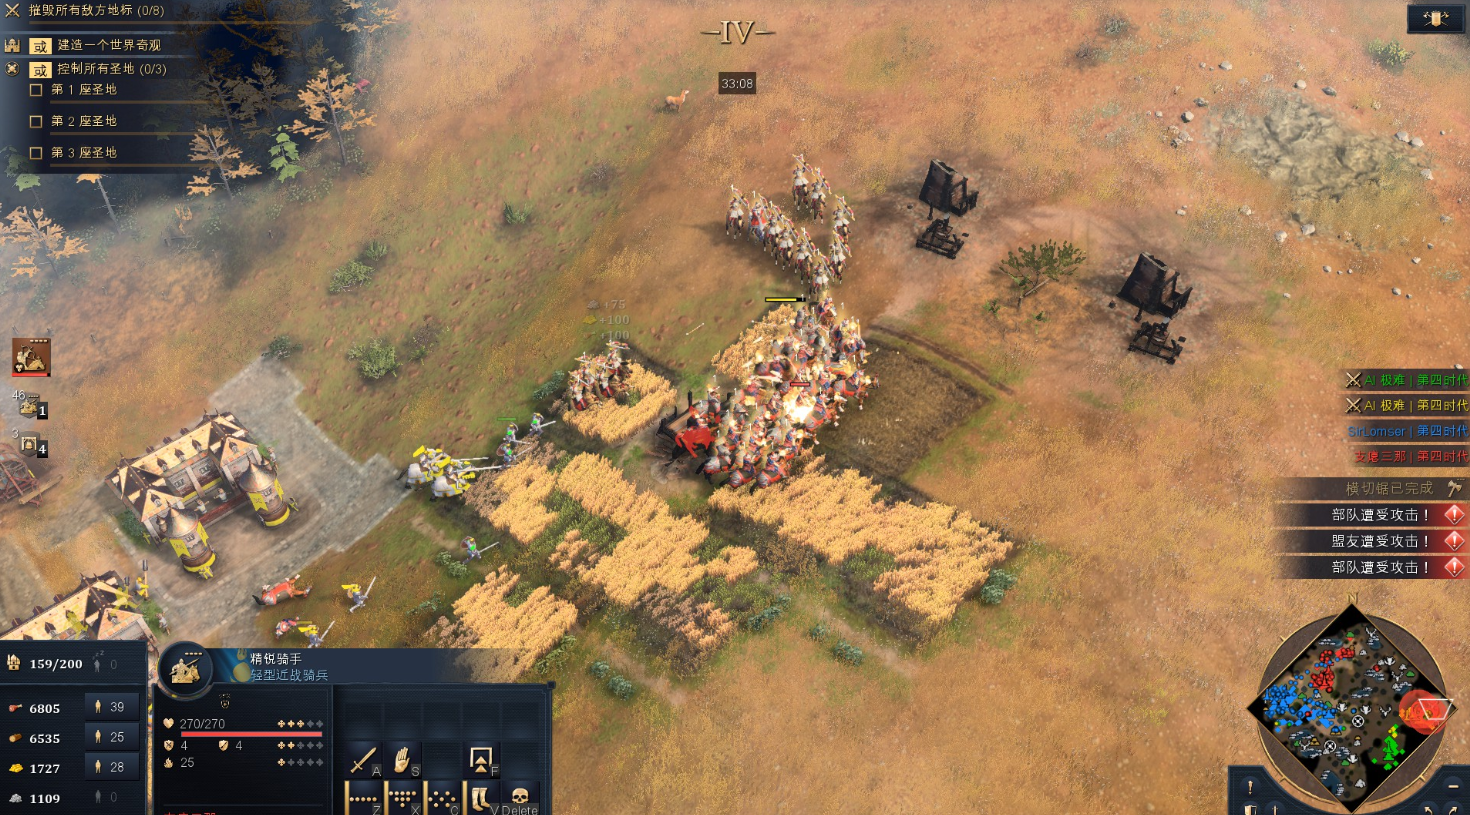 摧毁所有敌方地标 (0/8)
或 建造一个世界奇观
或 控制所有圣地 (0/3)
第 1 座圣地
第 2 座圣地
第 3 座圣地
IV
33:08
+75
+100
+100
46
1
3
4
AI 极难 | 第四时代
AI 极难 | 第四时代
SirLomser | 第四时代
第四时代
横切锯已完成
部队遭受攻击！
盟友遭受攻击！
部队遭受攻击！
N
159/200
0
6805 39
6535 25
1727 28
1109 0
精锐骑手
轻型近战骑兵
270/270
4 4
25
A S F
Z X C V Delete